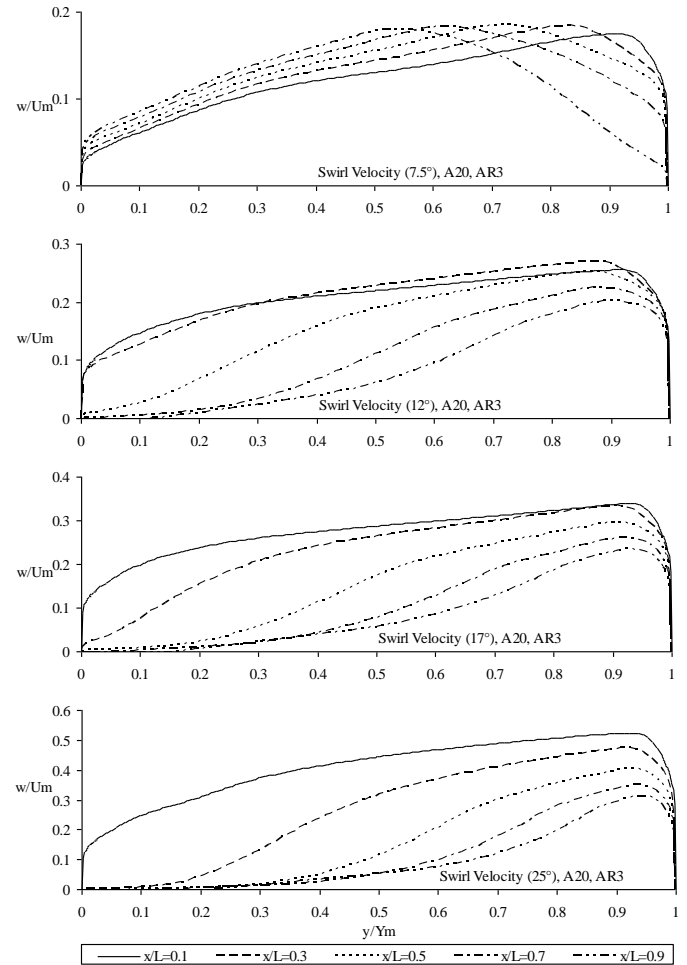 0.2
w/Um 0.1
0
Swirl Velocity (7.5°), A20, AR3
0 0.1 0.2 0.3 0.4 0.5 0.6 0.7 0.8 0.9 1
0.3
0.2
w/Um
0.1
0
Swirl Velocity (12°), A20, AR3
0 0.1 0.2 0.3 0.4 0.5 0.6 0.7 0.8 0.9 1
0.4
0.3
w/Um 0.2
0.1
0
Swirl Velocity (17°), A20, AR3
0 0.1 0.2 0.3 0.4 0.5 0.6 0.7 0.8 0.9 1
0.6
0.5
w/Um 0.4
0.3
0.2
0.1
0
Swirl Velocity (25°), A20, AR3
0 0.1 0.2 0.3 0.4 0.5 0.6 0.7 0.8 0.9 1
y/Ym
x/L=0.1 x/L=0.3 x/L=0.5 x/L=0.7 x/L=0.9